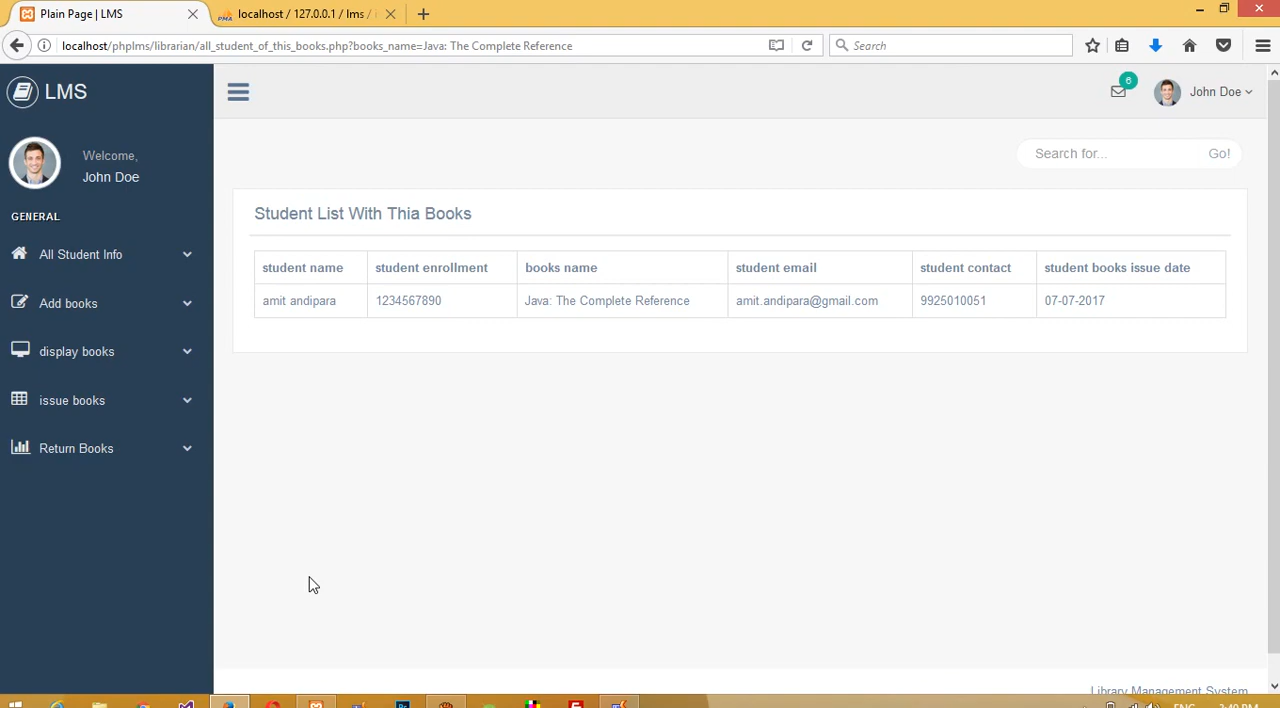 Plain Page | LMS
localhost / 127.0.0.1 / lms /
localhost/phplms/librarian/all_student_of_this_books.php?books_name=Java: The Complete Reference
Search
LMS
6
John Doe
Welcome,
John Doe
Search for...
Go!
GENERAL
All Student Info
Add books
display books
issue books
Return Books
Student List With Thia Books
student name student enrollment books name student email student contact student books issue date
amit andipara 1234567890 Java: The Complete Reference amit.andipara@gmail.com 9925010051 07-07-2017
Library Management System
ENG